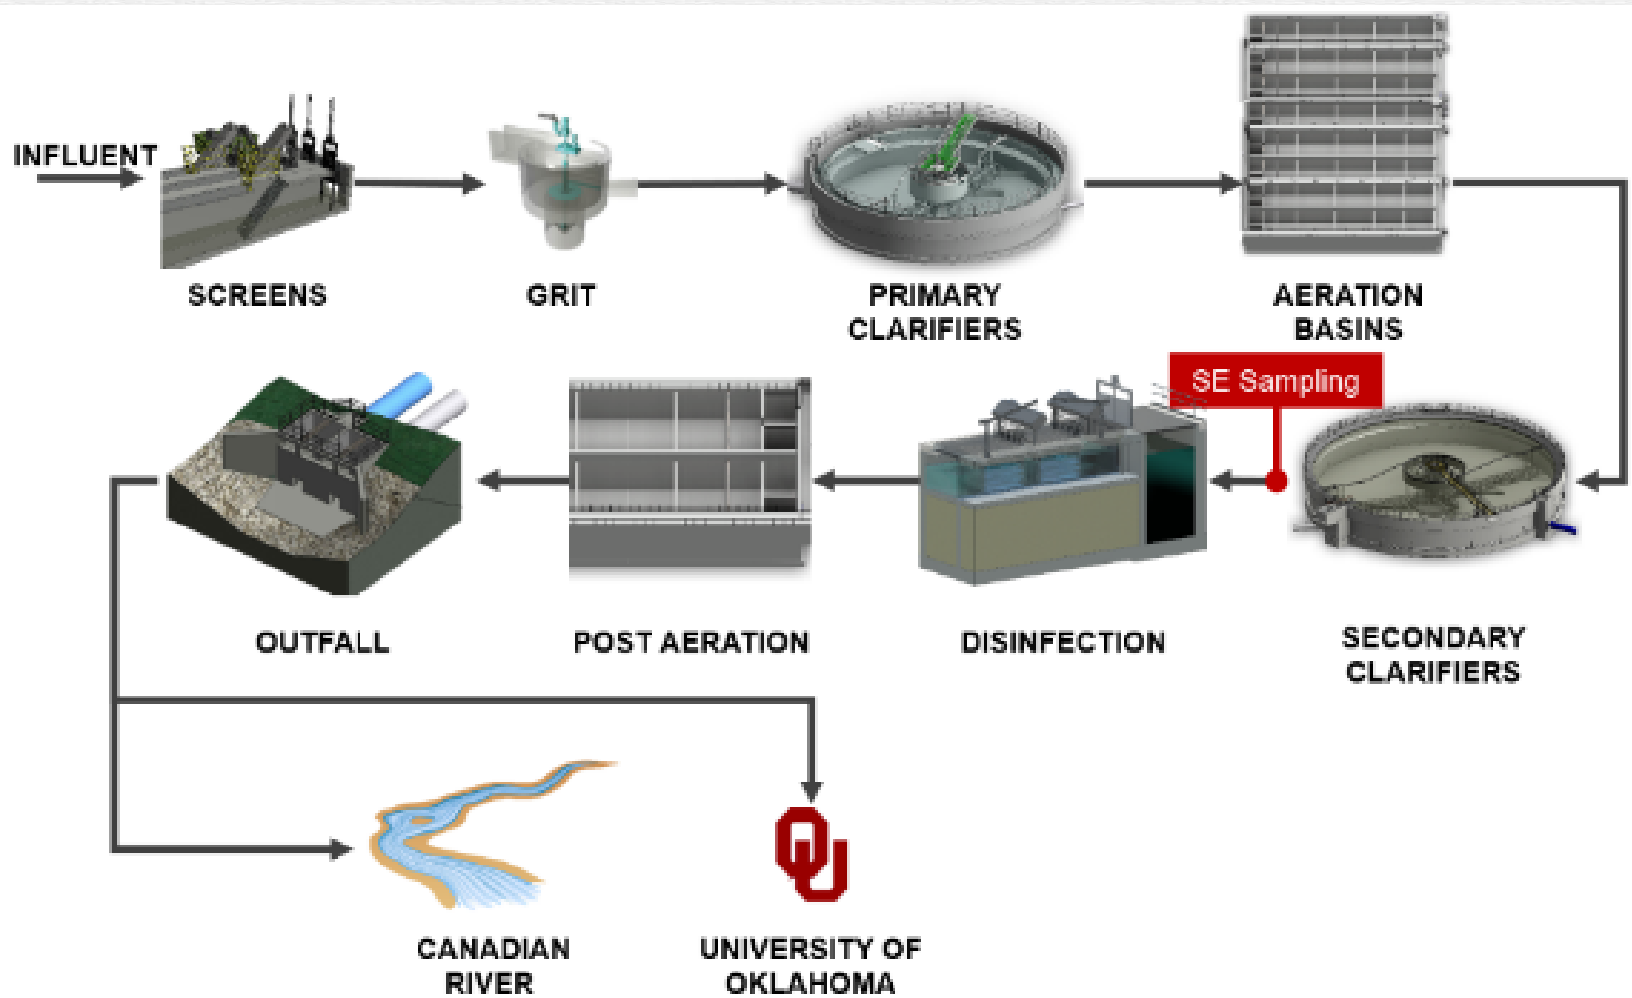 INFLUENT
SCREENS
GRIT
PRIMARY
CLARIFIERS
AERATION
BASINS
SE Sampling
OUTFALL
POST AERATION
DISINFECTION
SECONDARY
CLARIFIERS
OU
CANADIAN
RIVER
UNIVERSITY OF
OKLAHOMA